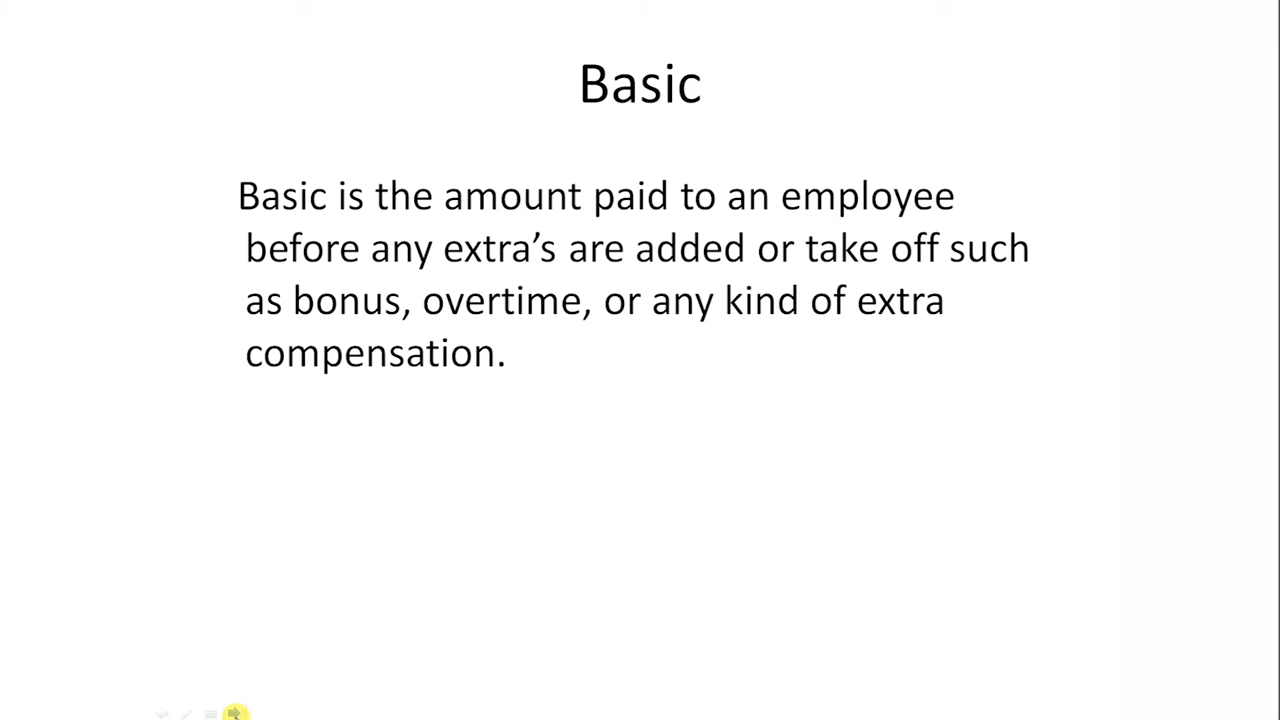 Basic
Basic is the amount paid to an employee
before any extra’s are added or take off such
as bonus, overtime, or any kind of extra
compensation.